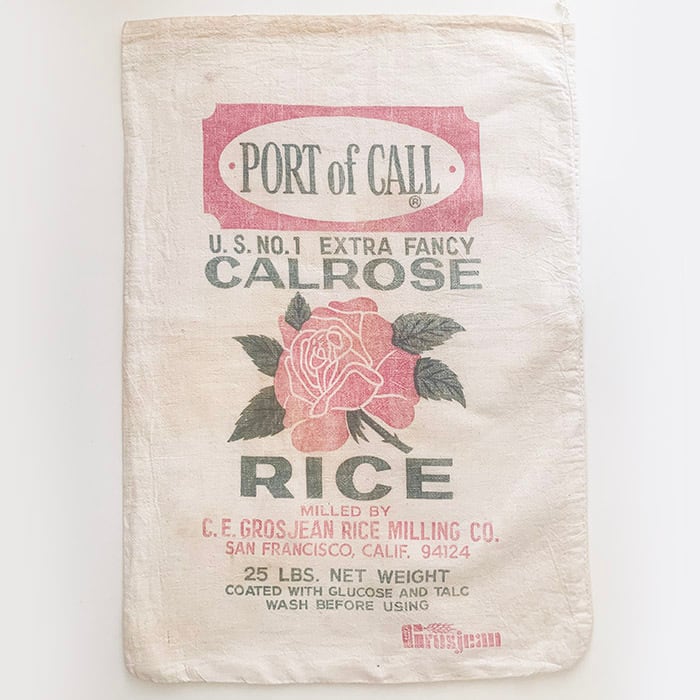 PORT of CALL ®
U.S. NO.1 EXTRA FANCY
CALROSE
RICE
MILLED BY
C.E. GROSJEAN RICE MILLING CO.
SAN FRANCISCO, CALIF. 94124
25 LBS. NET WEIGHT
COATED WITH GLUCOSE AND TALC
WASH BEFORE USING
Grosjean